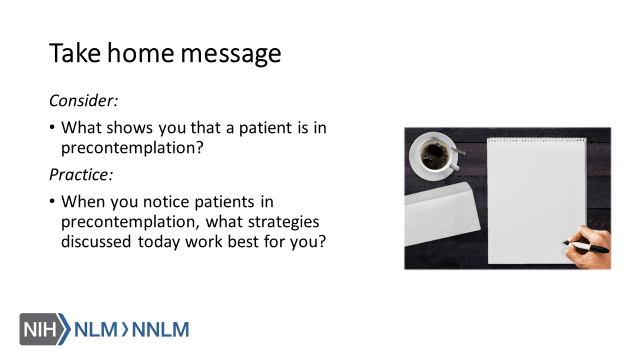 Take home message
Consider:
• What shows you that a patient is in
precontemplation?
Practice:
• When you notice patients in
precontemplation, what strategies
discussed today work best for you?
NIH NLM NNLM